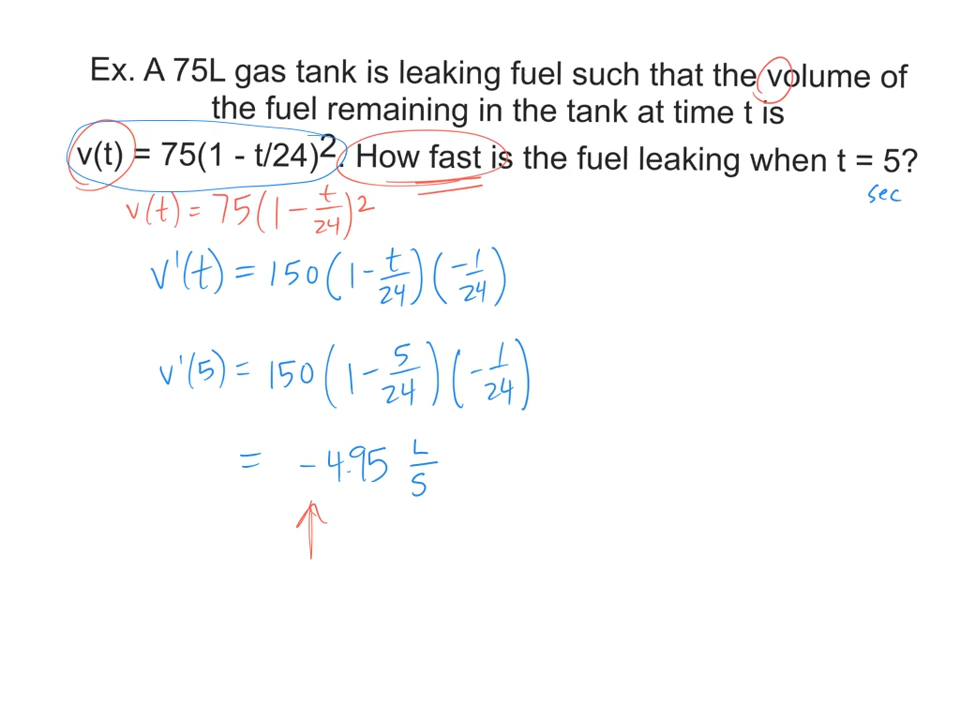 Ex. A 75L gas tank is leaking fuel such that the volume of
the fuel remaining in the tank at time t is
v(t) = 75(1 - t/24)². How fast is the fuel leaking when t = 5?
sec
v(t) = 75(1 - t/24)²
v'(t) = 150(1 - t/24)(-1/24)
v'(5) = 150(1 - 5/24)(-1/24)
= -4.95 L/S